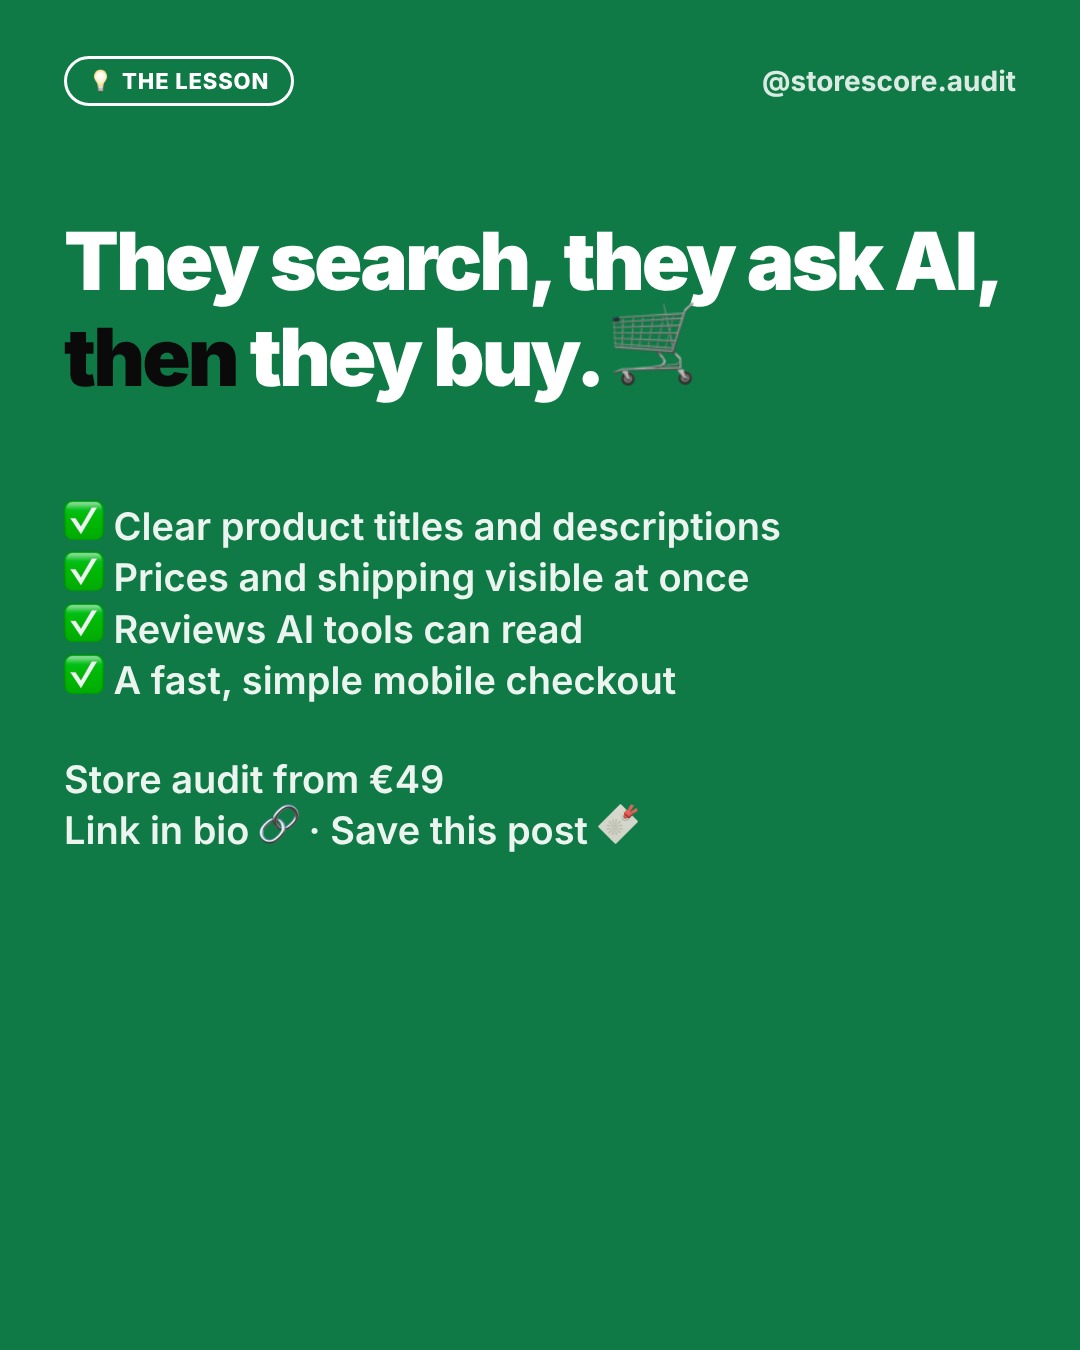 💡 THE LESSON
@storescore.audit
They search, they ask AI,
then they buy. 🛒
✅ Clear product titles and descriptions
✅ Prices and shipping visible at once
✅ Reviews AI tools can read
✅ A fast, simple mobile checkout
Store audit from €49
Link in bio 🔗 · Save this post 🔖